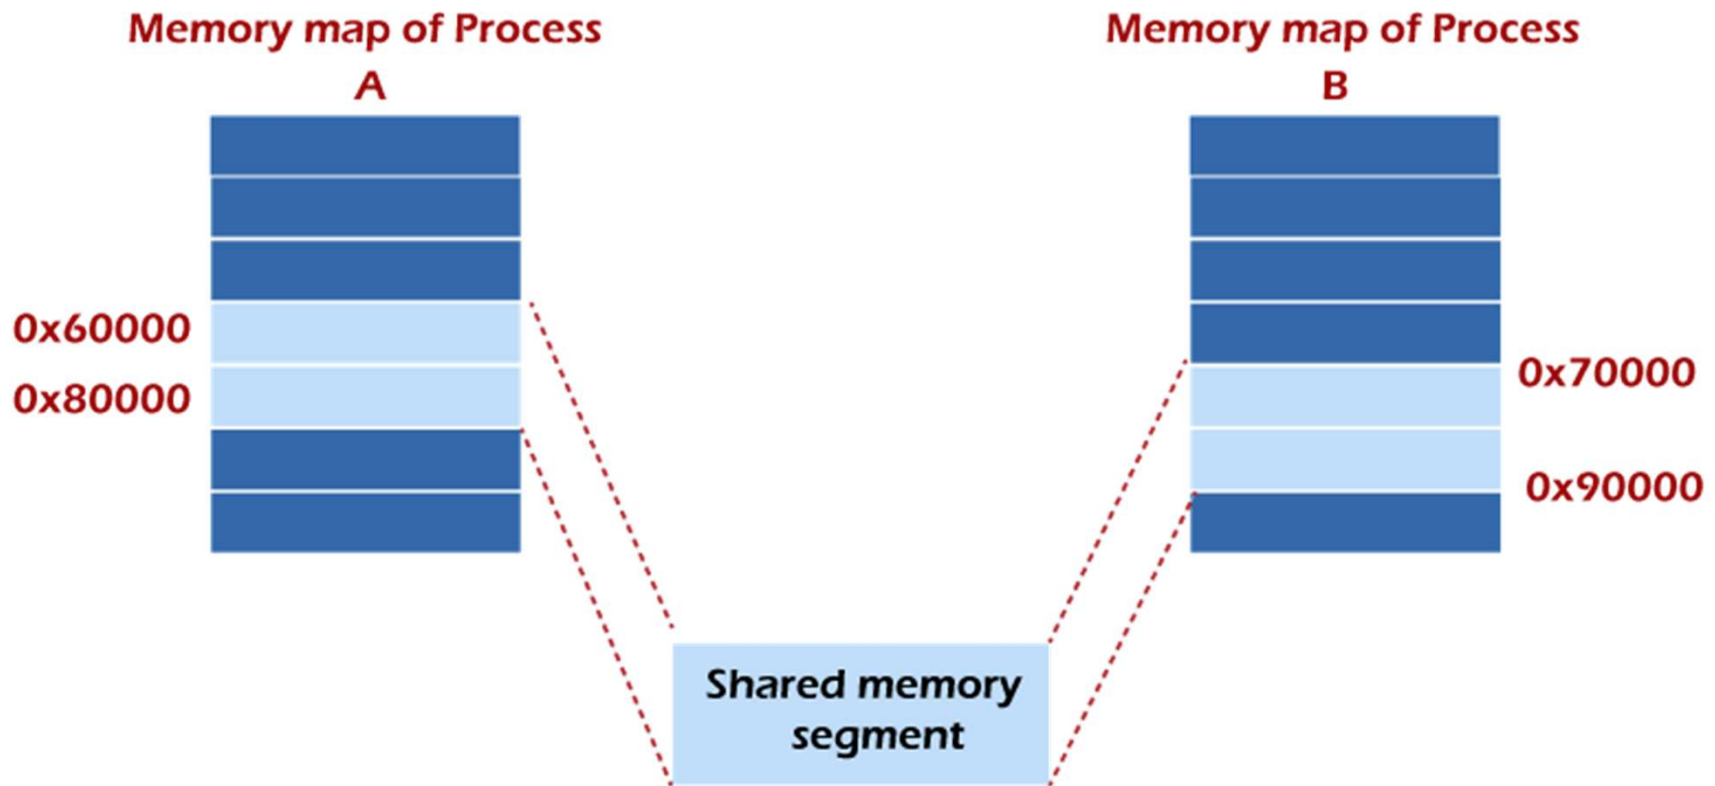 Memory map of Process
A
Memory map of Process
B
0x60000
0x80000
0x70000
0x90000
Shared memory
segment